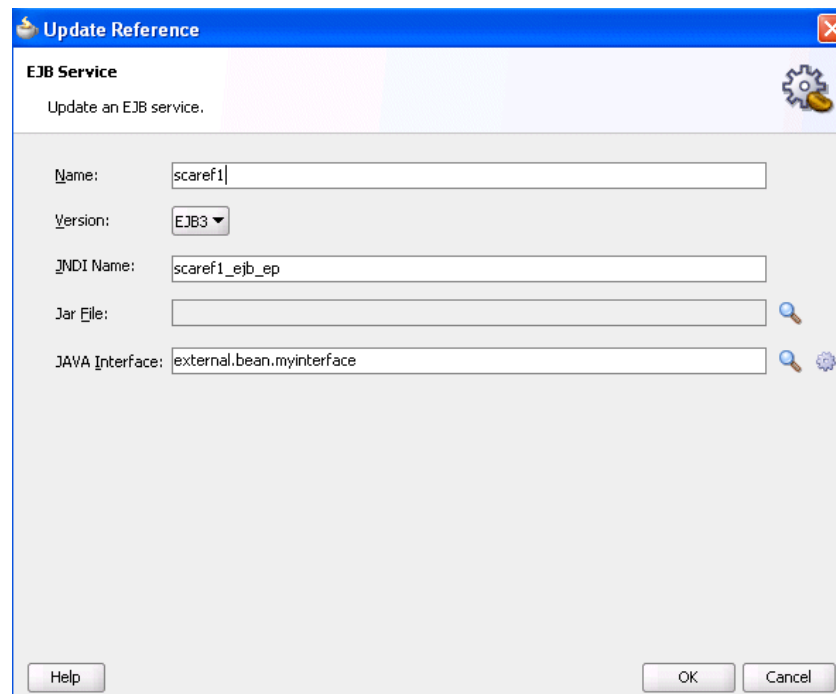 Update Reference
EJB Service
Update an EJB service.
Name: scaref1
Version: EJB3
JNDI Name: scaref1_ejb_ep
Jar File:
JAVA Interface: external.bean.myinterface
Help OK Cancel